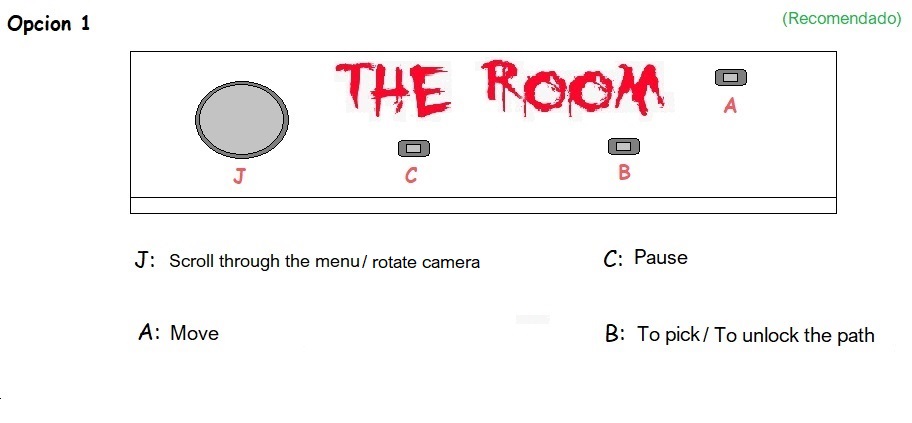 Opcion 1
(Recomendado)
THE ROOM
A
J
C
B
J: Scroll through the menu/ rotate camera
C: Pause
A: Move
B: To pick/ To unlock the path